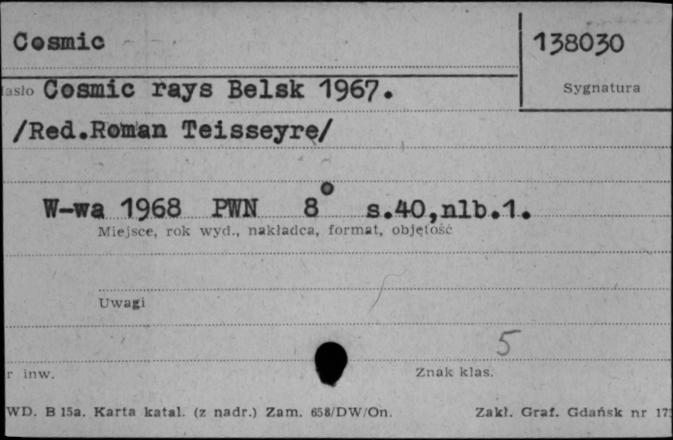 Cosmic
138030
Sygnatura
Cosmic rays Belsk 1967.
/Red.Roman Teisseyre/
W-wa 1968 PWN 8° s.40,nlb.1.
Miejsce, rok wyd., nakładca, format, objętość
Uwagi
5
inw.
Znak klas.
WD. B 15a. Karta katal. (z nadr.) Zam. 658/DW/On.
Zakł. Graf. Gdańsk nr